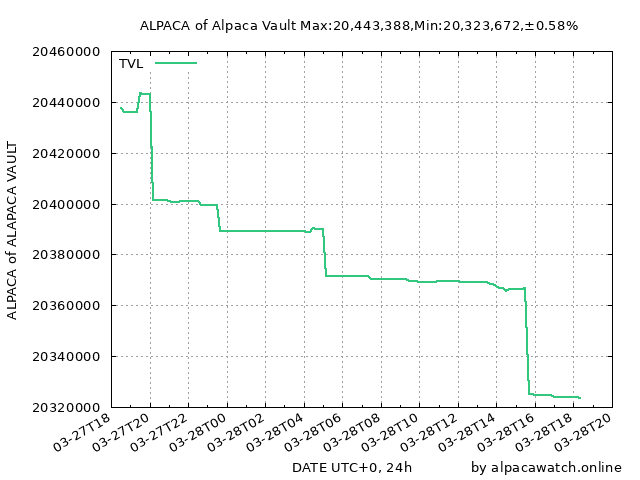 ALPACA of Alpaca Vault Max:20,443,388,Min:20,323,672,±0.58%
TVL
20460000
20440000
20420000
20400000
20380000
20360000
20340000
20320000
ALPACA of ALAPACA VAULT
03-27T18
03-27T20
03-27T22
03-28T00
03-28T02
03-28T04
03-28T06
03-28T08
03-28T10
03-28T12
03-28T14
03-28T16
03-28T18
03-28T20
DATE UTC+0, 24h
by alpacawatch.online